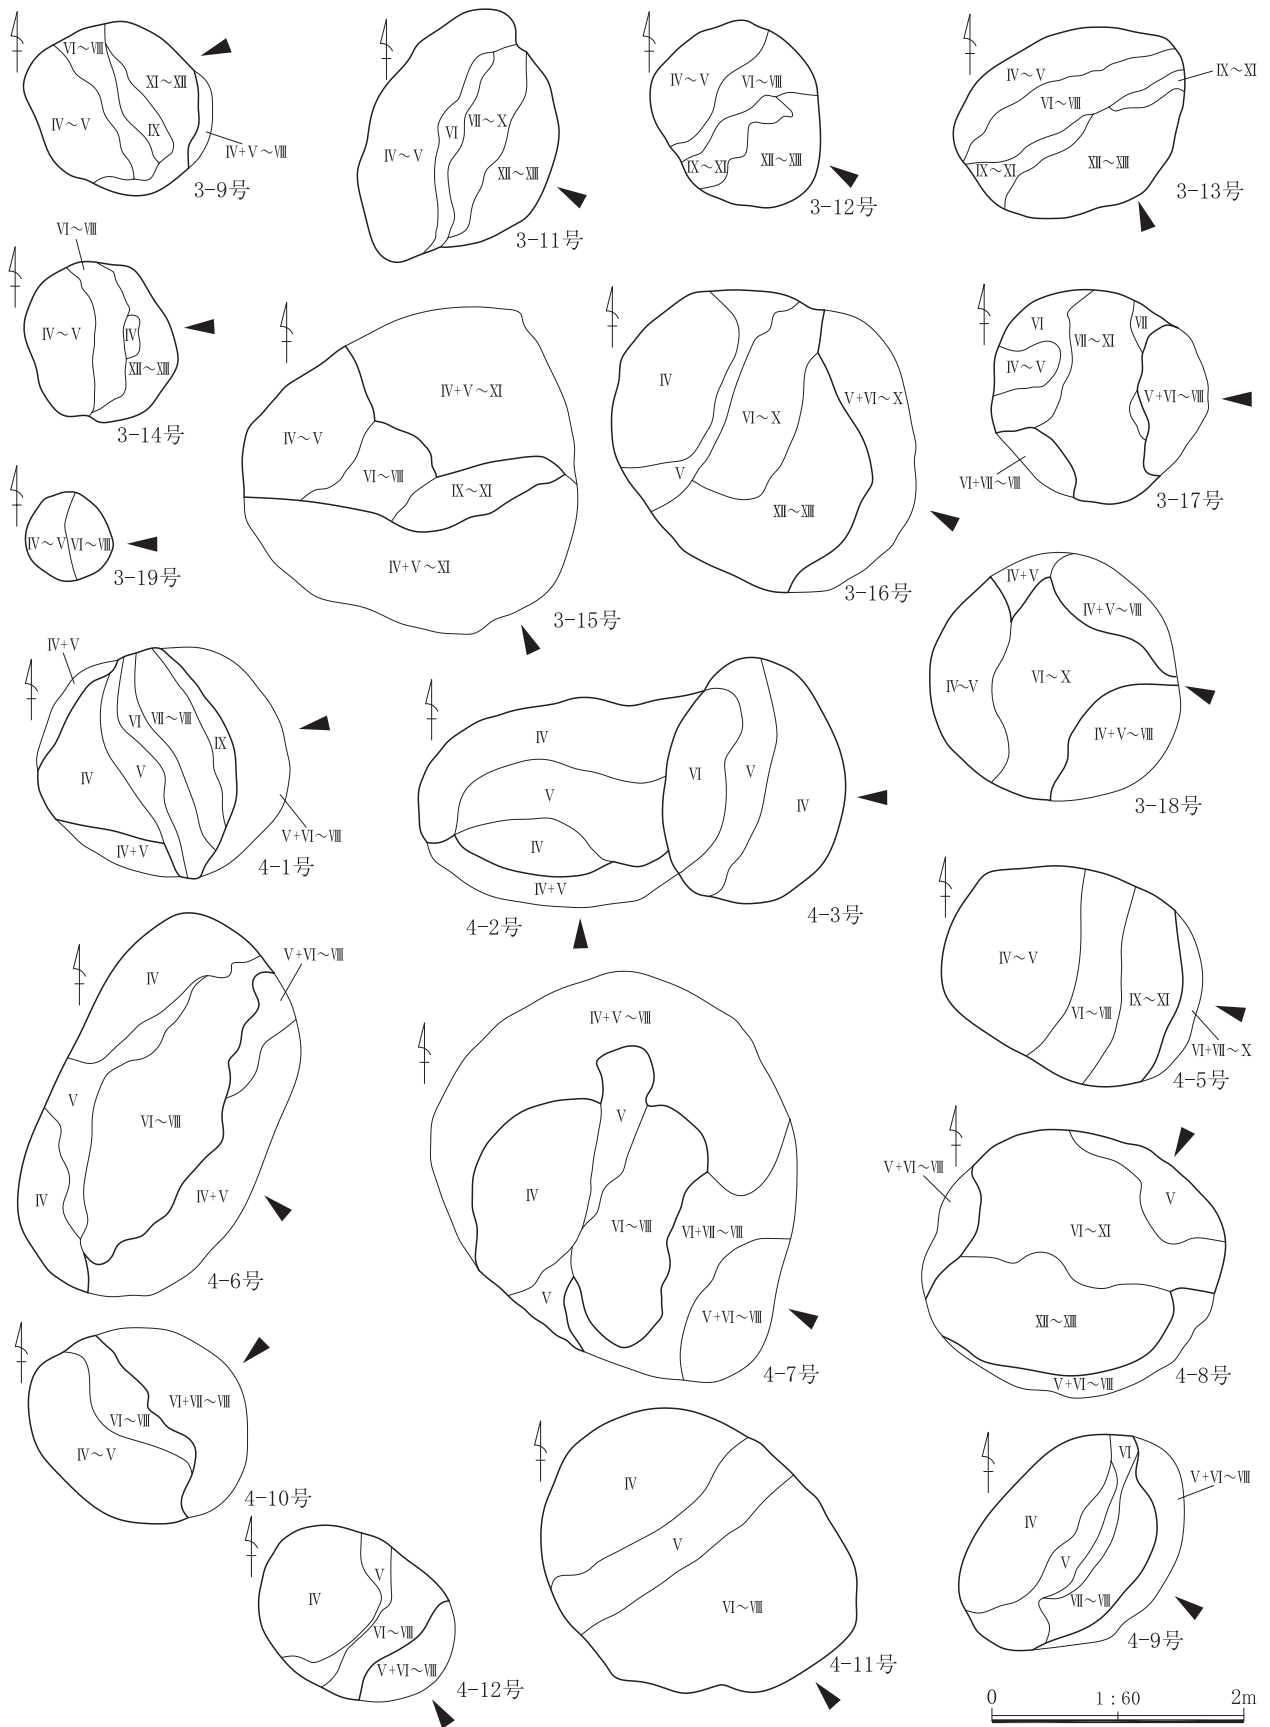 VI～VIII
XI～XII
IX
IV～V
IV+V～VIII
3-9号
IV～V
VI
VII～X
XII～XIII
3-11号
IV～V
VI～VIII
IX～XI
XII～XIII
3-12号
IV～V
IX～XI
VI～VIII
IX～XI
XII～XIII
3-13号
VI～VIII
IV～V
IV
XII～XIII
3-14号
IV～V
VI～VIII
3-19号
IV+V～XI
IV～V
VI～VIII
IX～XI
IV+V～XI
3-15号
IV
V+VI～X
VI～X
V
XII～XIII
3-16号
VI
VII
VII～XI
IV～V
V+VI～VIII
VI+VII～VIII
3-17号
IV+V
IV+V～VIII
IV～V
VI～X
IV+V～VIII
3-18号
IV+V
VI
VII～VIII
IX
IV
V
V+VI～VIII
IV+V
4-1号
IV
V
IV
IV+V
4-2号
VI
V
IV
4-3号
IV～V
IX～XI
VI～VIII
VI+VII～X
4-5号
V+VI～VIII
IV
V
VI～VIII
IV
IV+V
4-6号
IV+V～VIII
V
IV
VI～VIII
VI+VII～VIII
V
V+VI～VIII
4-7号
V+VI～VIII
V
VI～XI
XII～XIII
V+VI～VIII
4-8号
VI+VII～VIII
VI～VIII
IV～V
4-10号
IV
V
VI～VIII
V+VI～VIII
4-12号
IV
V
VI～VIII
4-11号
VI
V+VI～VIII
IV
V
VII～VIII
4-9号
0 1：60 2m